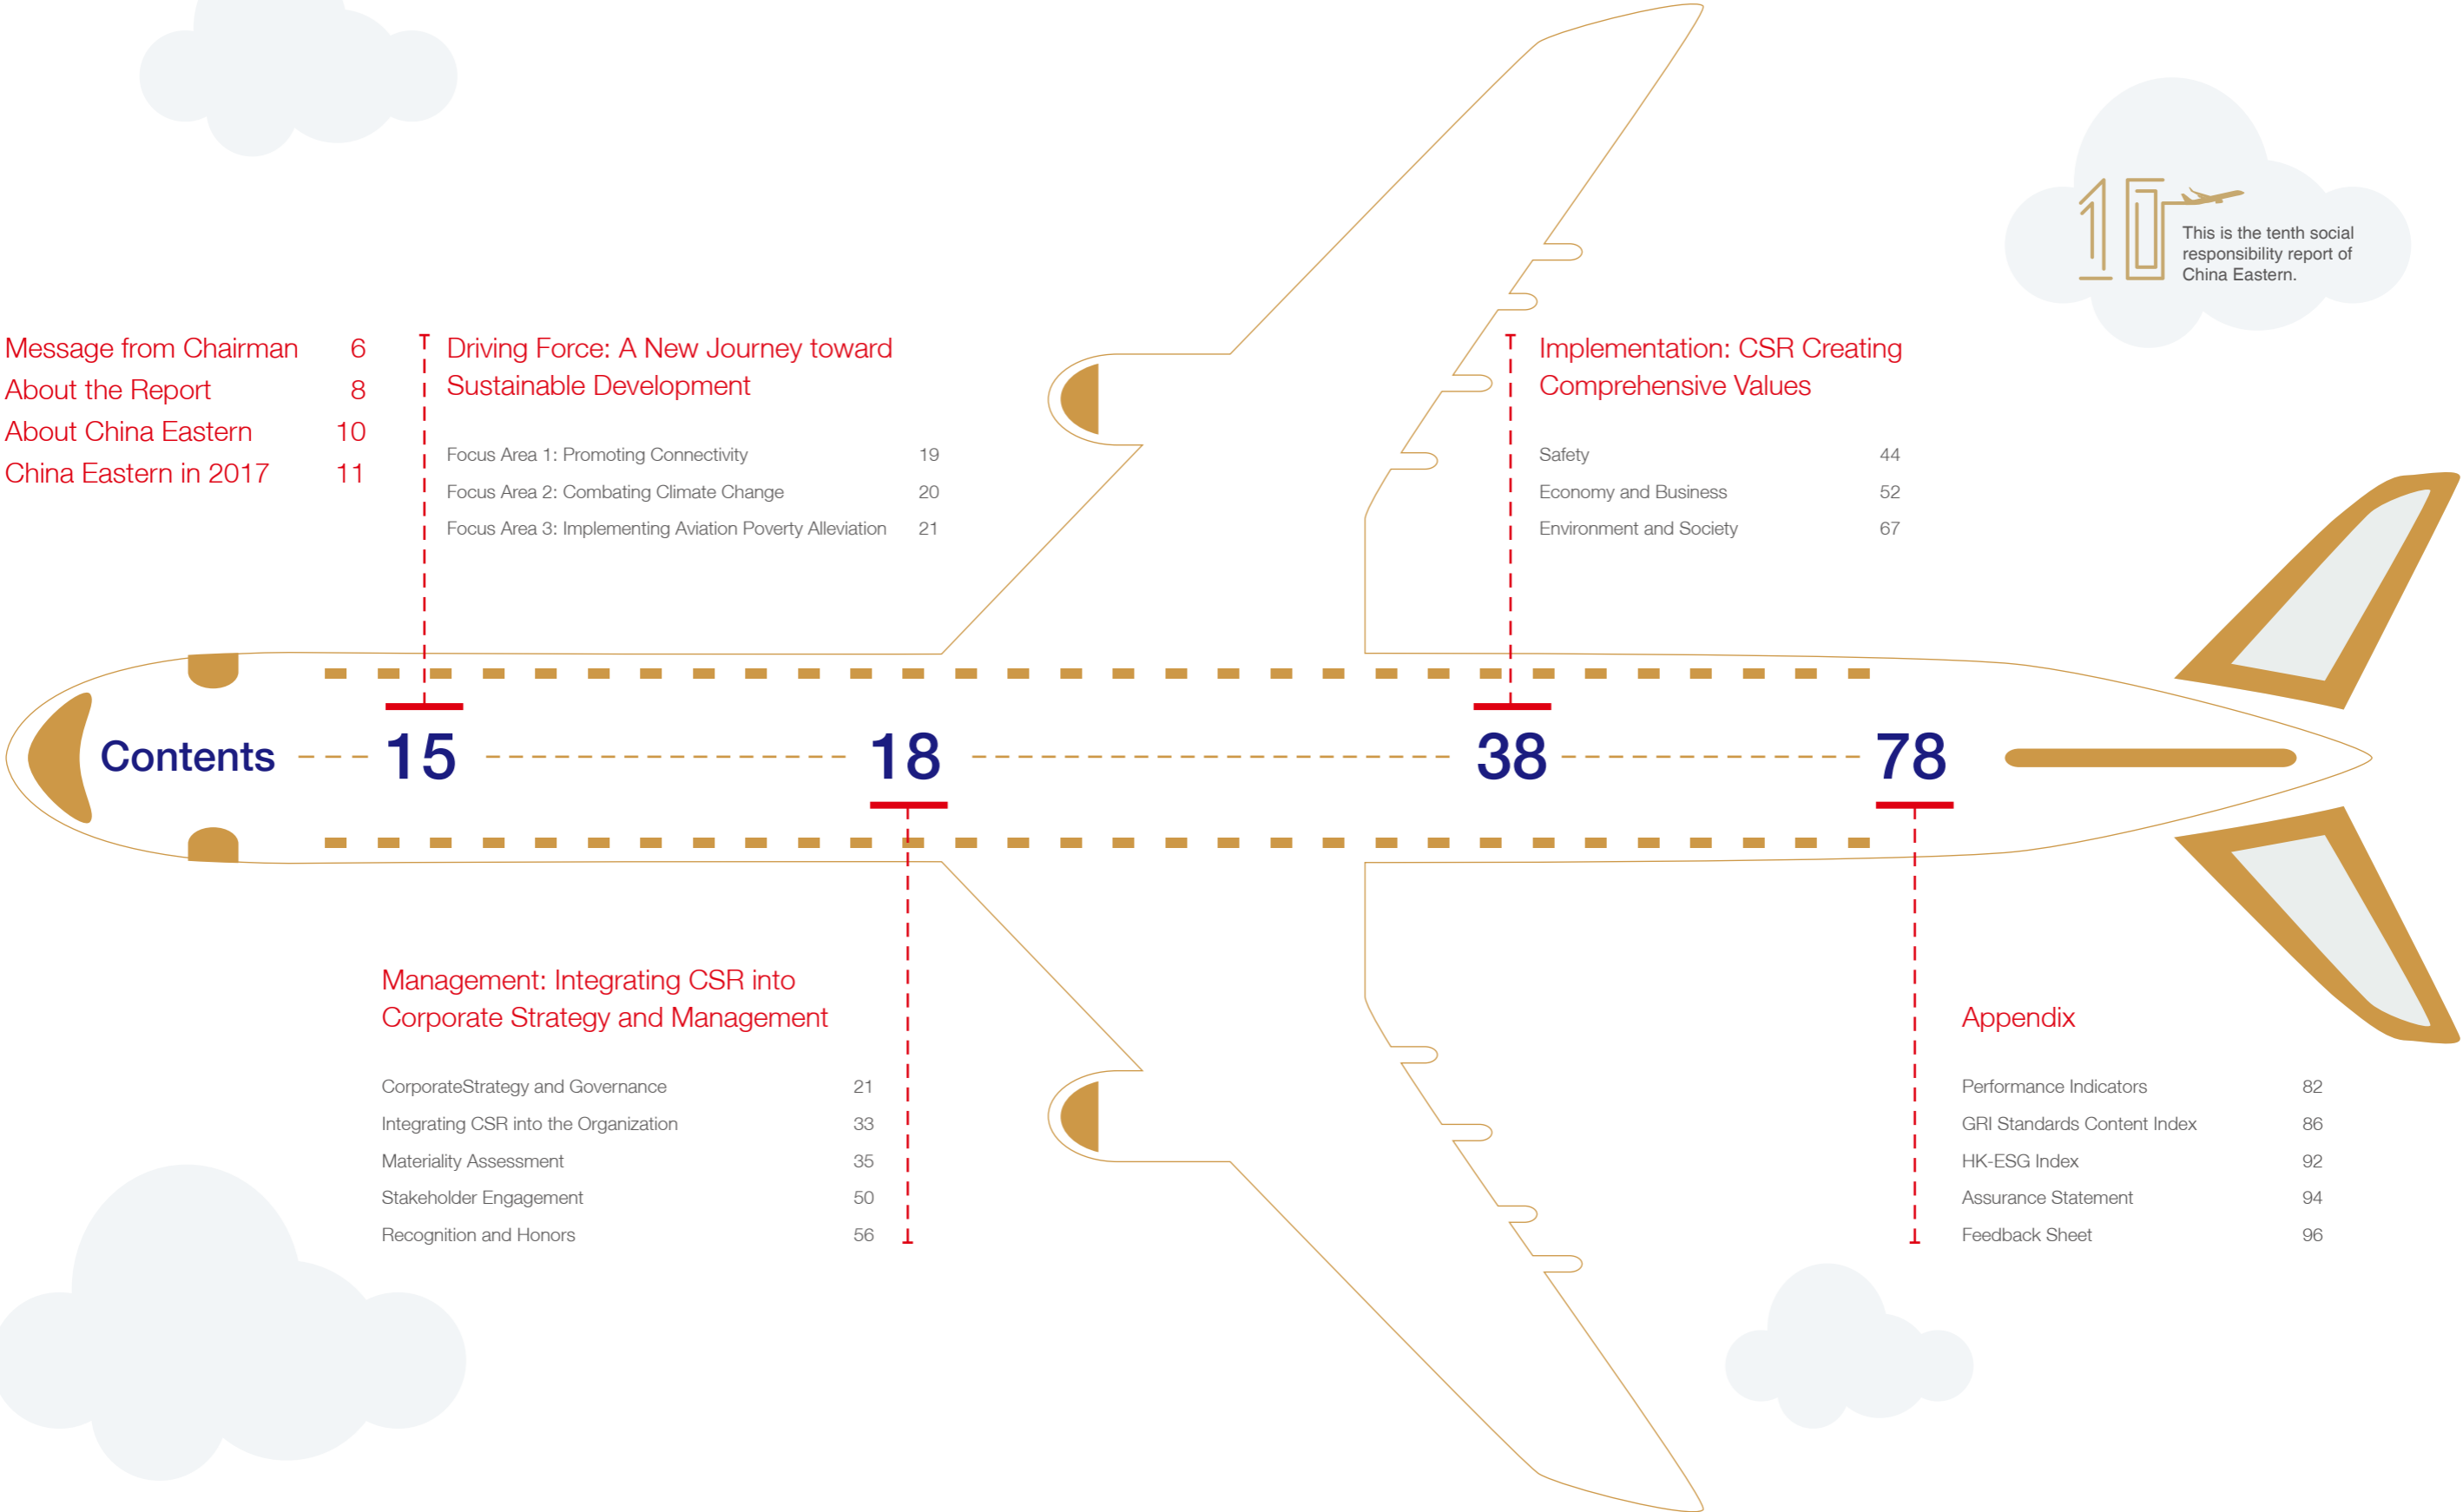 10
This is the tenth social
responsibility report of
China Eastern.
Message from Chairman 6
About the Report 8
About China Eastern 10
China Eastern in 2017 11
Driving Force: A New Journey toward
Sustainable Development
Focus Area 1: Promoting Connectivity 19
Focus Area 2: Combating Climate Change 20
Focus Area 3: Implementing Aviation Poverty Alleviation 21
Implementation: CSR Creating
Comprehensive Values
Safety 44
Economy and Business 52
Environment and Society 67
Contents 15 18 38 78
Management: Integrating CSR into
Corporate Strategy and Management
CorporateStrategy and Governance 21
Integrating CSR into the Organization 33
Materiality Assessment 35
Stakeholder Engagement 50
Recognition and Honors 56
Appendix
Performance Indicators 82
GRI Standards Content Index 86
HK-ESG Index 92
Assurance Statement 94
Feedback Sheet 96